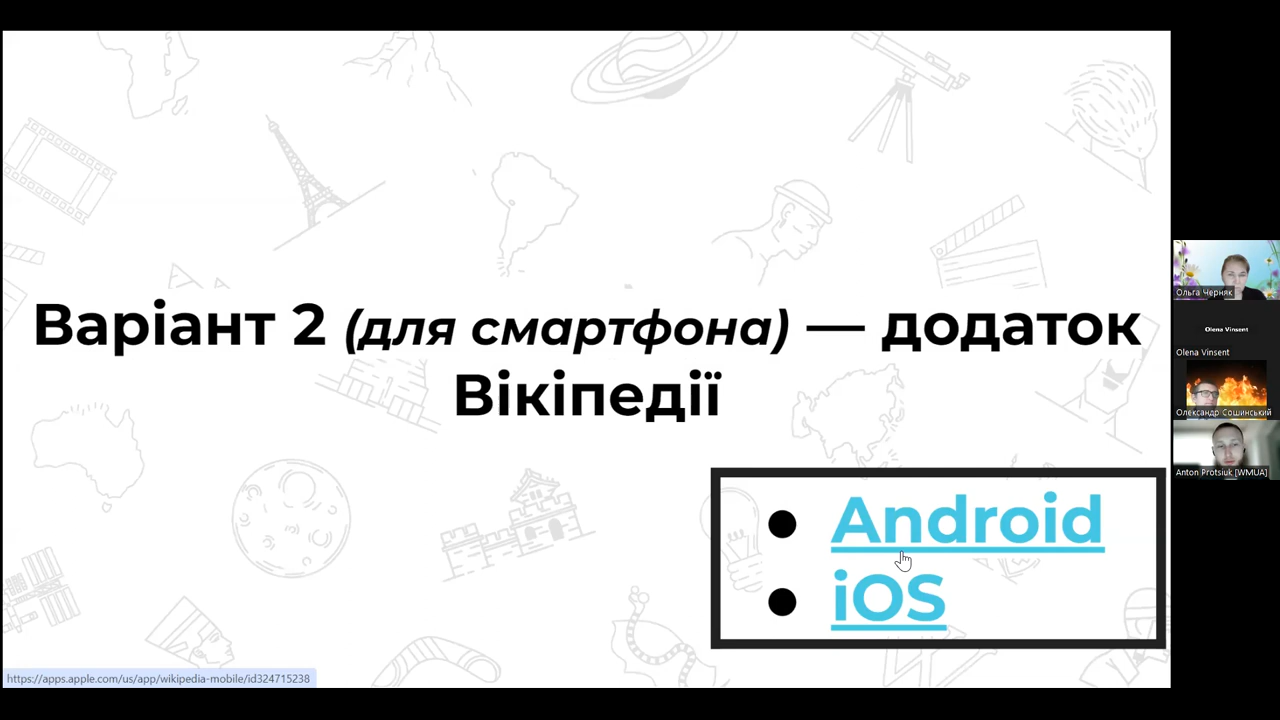 Варіант 2 (для смартфона) — додаток
Вікіпедії
Android
iOS
https://apps.apple.com/us/app/wikipedia-mobile/id324715238
Ольга Черняк
Olena Vinsent
Olena Vinsent
Олександр Сошинський
Anton Protsiuk [WMUA]